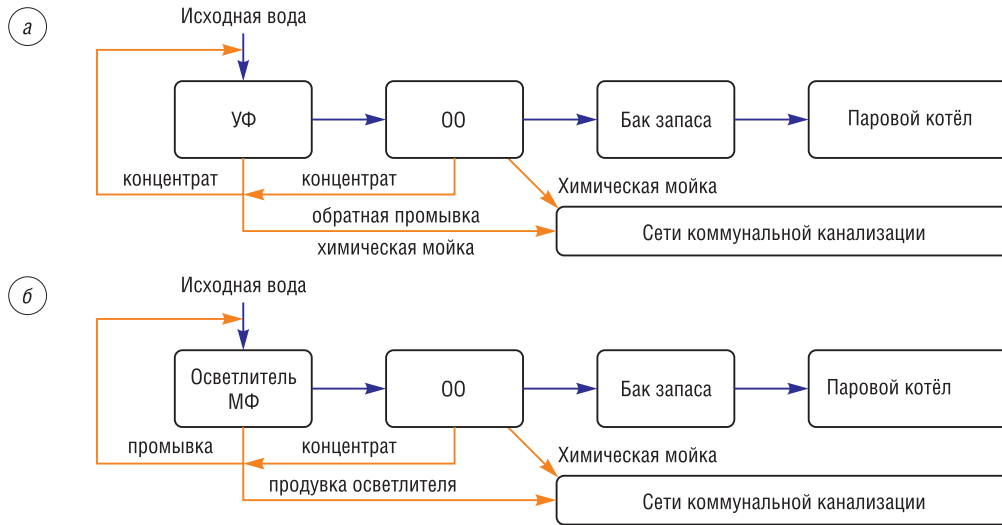 а
Исходная вода
УФ
ОО
Бак запаса
Паровой котёл
концентрат
концентрат
Химическая мойка
обратная промывка
химическая мойка
Сети коммунальной канализации
б
Исходная вода
Осветлитель
МФ
ОО
Бак запаса
Паровой котёл
промывка
концентрат
Химическая мойка
продувка осветлителя
Сети коммунальной канализации